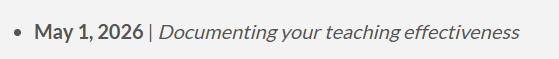 • May 1, 2026 | Documenting your teaching effectiveness